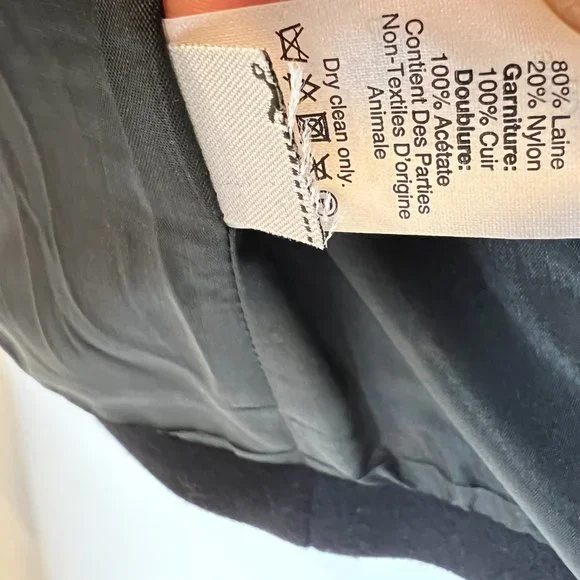 80% Laine
20% Nylon
Garniture:
100% Cuir
Doublure:
100% Acétate
Contient Des Parties
Non-Textiles D'origine
Animale
Dry clean only.